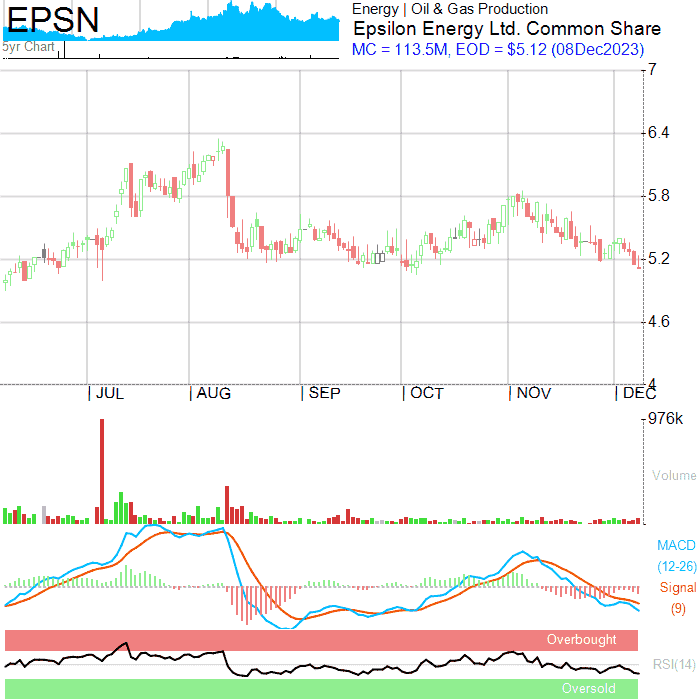 EPSN
5yr Chart
Energy | Oil & Gas Production
Epsilon Energy Ltd. Common Share
MC = 113.5M, EOD = $5.12 (08Dec2023)
7
6.4
5.8
5.2
4.6
4
| JUL | AUG | SEP | OCT | NOV | DEC
976k
Volume
MACD
(12-26)
Signal
(9)
Overbought
RSI(14)
Oversold